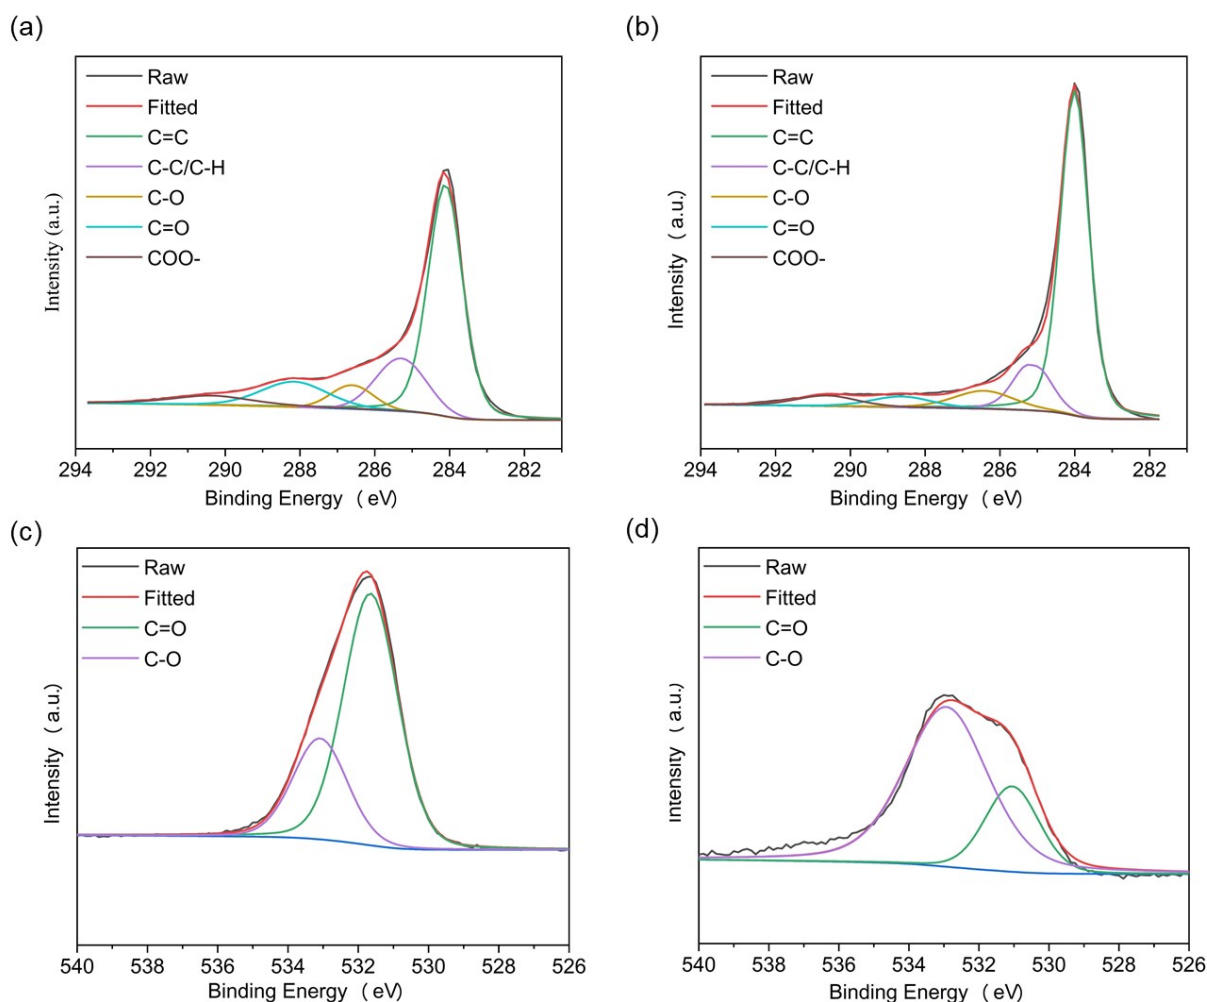 (a)
Raw
Fitted
C=C
C-C/C-H
C-O
C=O
COO-
Intensity (a.u.)
294 292 290 288 286 284 282
Binding Energy (eV)
(b)
Raw
Fitted
C=C
C-C/C-H
C-O
C=O
COO-
Intensity (a.u.)
294 292 290 288 286 284 282
Binding Energy (eV)
(c)
Raw
Fitted
C=O
C-O
Intensity (a.u.)
540 538 536 534 532 530 528 526
Binding Energy (eV)
(d)
Raw
Fitted
C=O
C-O
Intensity (a.u.)
540 538 536 534 532 530 528 526
Binding Energy (eV)